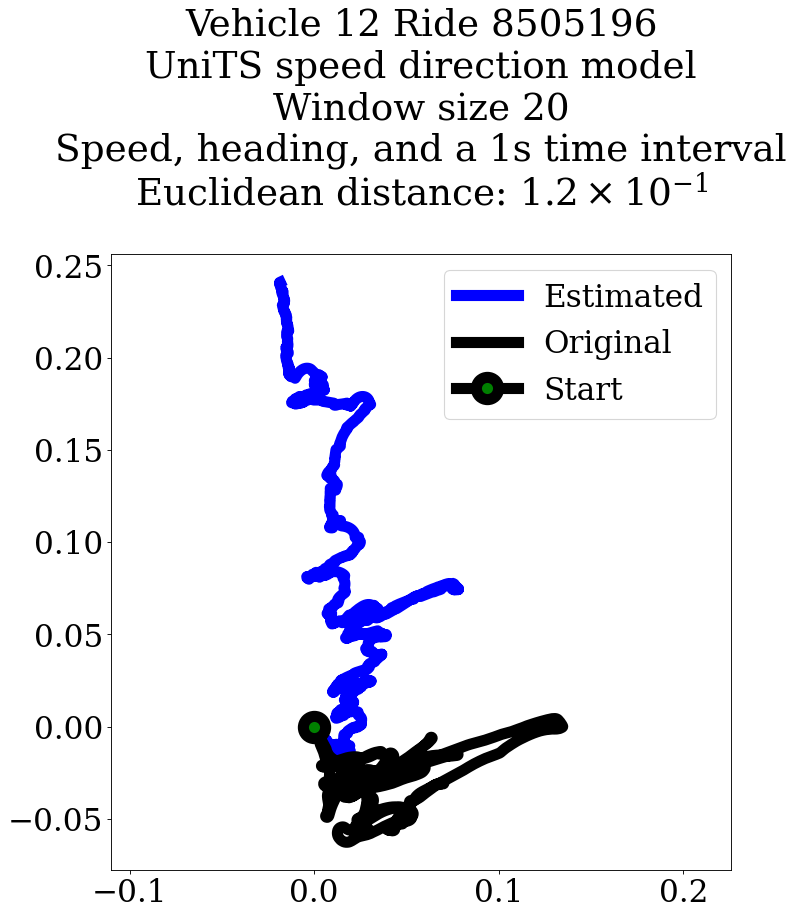 Vehicle 12 Ride 8505196
UniTS speed direction model
Window size 20
Speed, heading, and a 1s time interval
Euclidean distance: 1.2 × 10⁻¹
Estimated
Original
Start
0.25
0.20
0.15
0.10
0.05
0.00
−0.05
−0.1
0.0
0.1
0.2